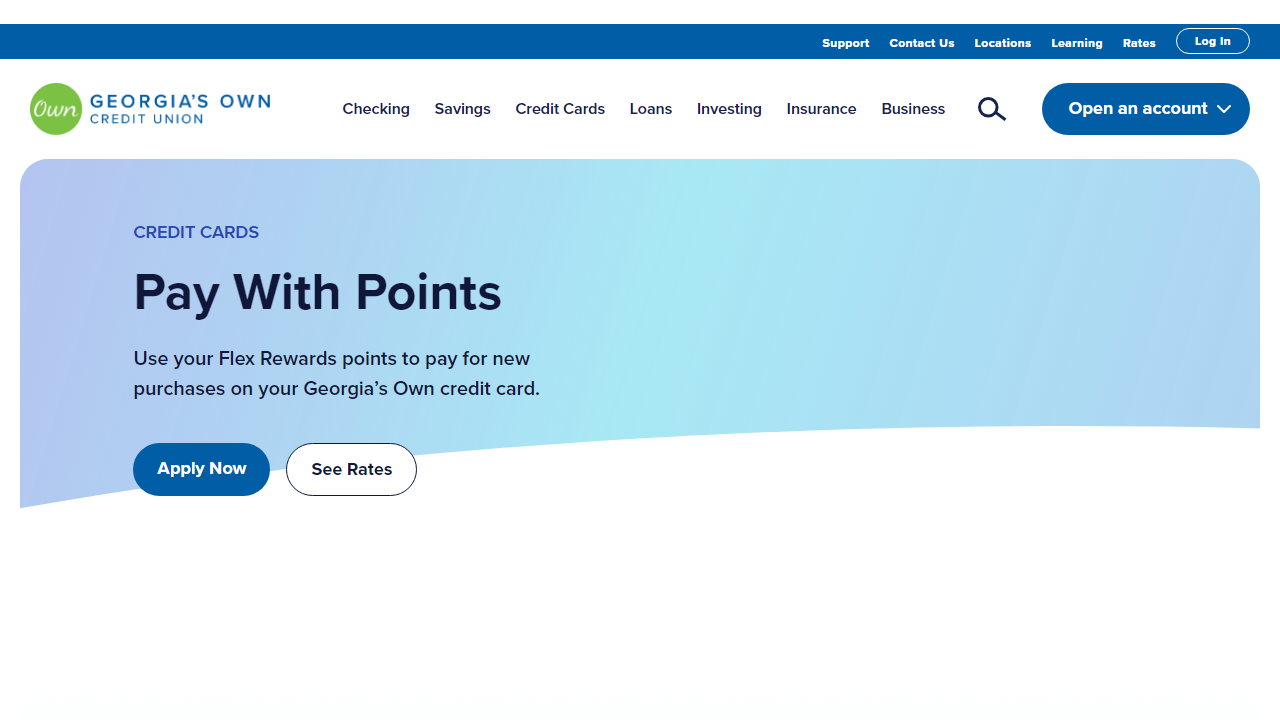 Support Contact Us Locations Learning Rates Log In
Own GEORGIA'S OWN
CREDIT UNION
Checking Savings Credit Cards Loans Investing Insurance Business Open an account
CREDIT CARDS
Pay With Points
Use your Flex Rewards points to pay for new
purchases on your Georgia’s Own credit card.
Apply Now See Rates